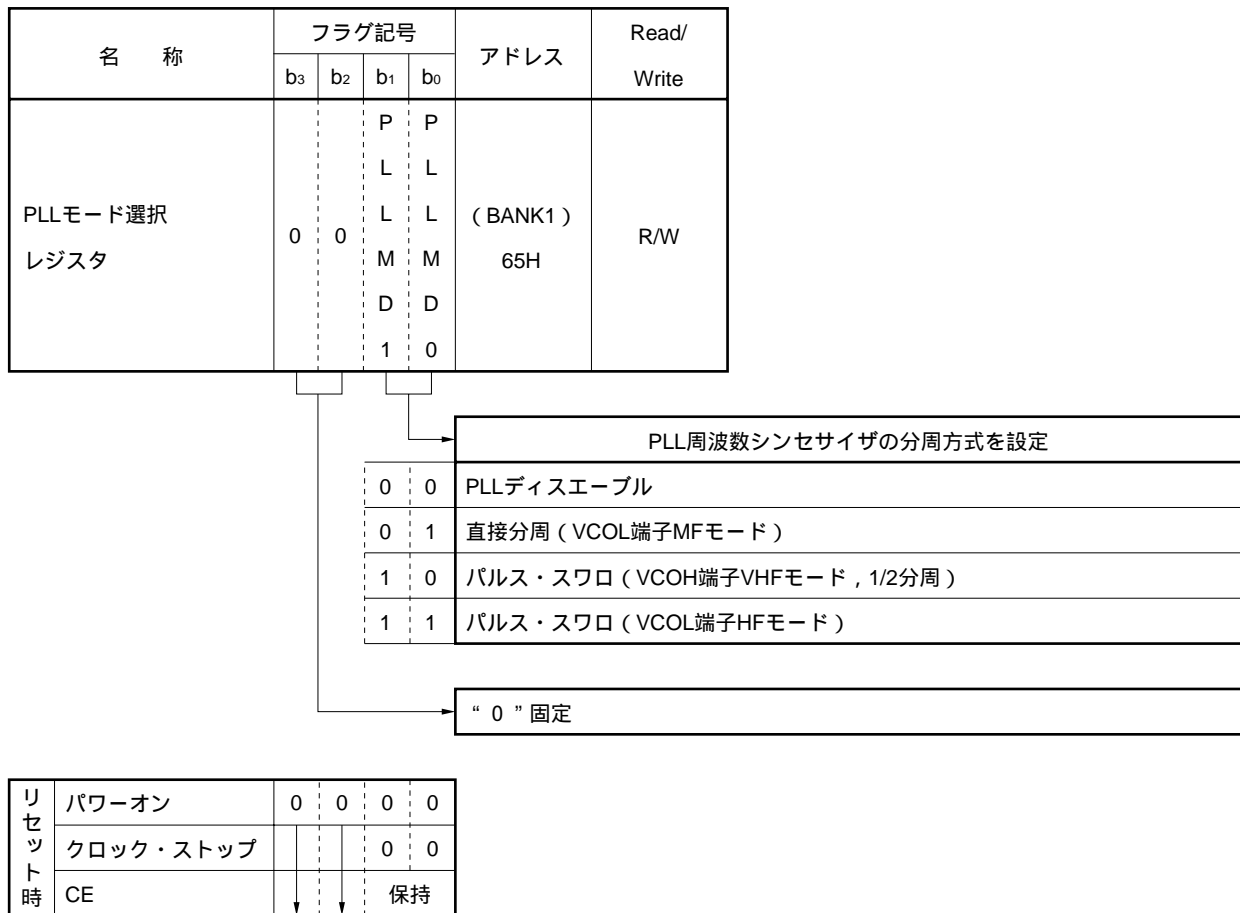 名 称
フラグ記号
アドレス
Read/
Write
b3 b2 b1 b0
PLLモード選択
レジスタ
0 0
PLLMD1
PLLMD0
(BANK1)
65H
R/W
PLL周波数シンセサイザの分周方式を設定
0 0 PLLディスエーブル
0 1 直接分周(VCOL端子MFモード)
1 0 パルス・スワロ(VCOH端子VHFモード,1/2分周)
1 1 パルス・スワロ(VCOL端子HFモード)
“0”固定
リセット時
パワーオン 0 0 0 0
クロック・ストップ 0 0
CE 保持